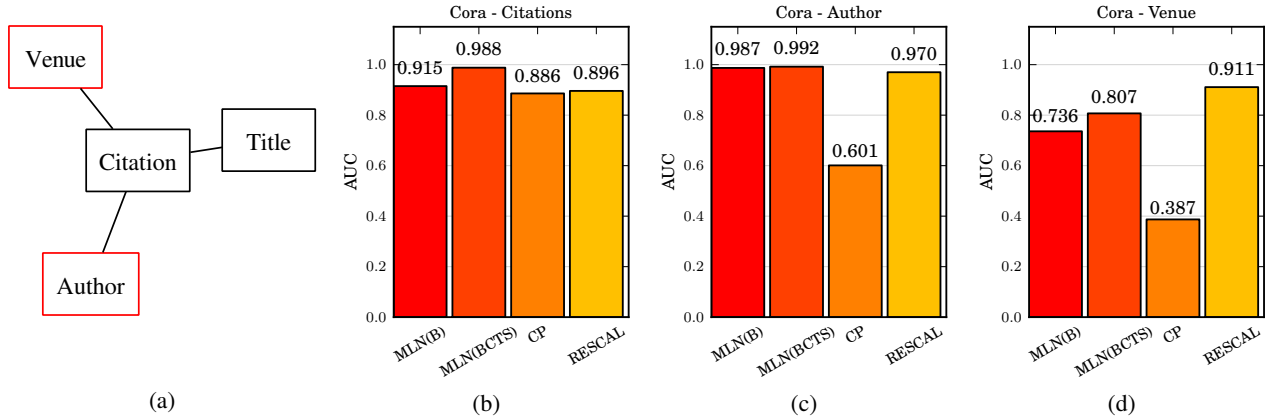 Venue
Title
Citation
Author
(a)
Cora - Citations
AUC
1.0
0.8
0.6
0.4
0.2
0.0
0.915
0.988
0.886
0.896
MLN(B)
MLN(BCTS)
CP
RESCAL
(b)
Cora - Author
AUC
1.0
0.8
0.6
0.4
0.2
0.0
0.987
0.992
0.601
0.970
MLN(B)
MLN(BCTS)
CP
RESCAL
(c)
Cora - Venue
AUC
1.0
0.8
0.6
0.4
0.2
0.0
0.736
0.807
0.387
0.911
MLN(B)
MLN(BCTS)
CP
RESCAL
(d)